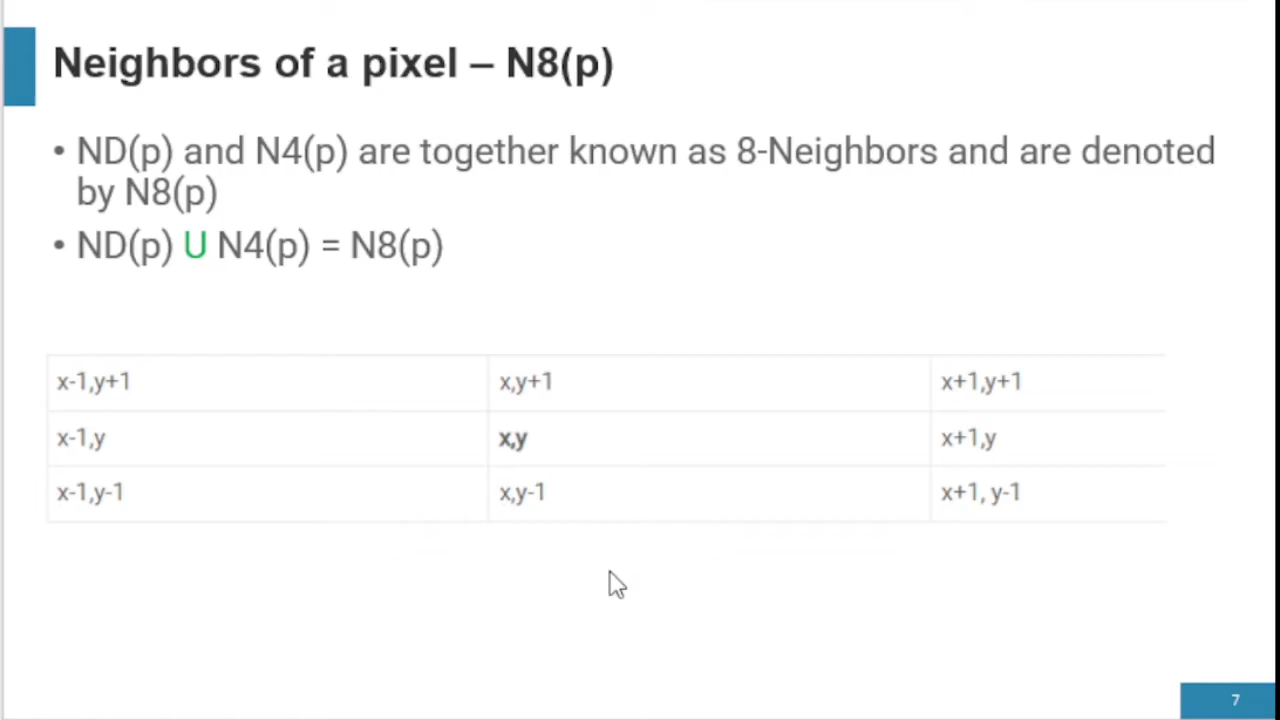 Neighbors of a pixel – N8(p)
• ND(p) and N4(p) are together known as 8-Neighbors and are denoted
by N8(p)
• ND(p) U N4(p) = N8(p)
x-1,y+1 x,y+1 x+1,y+1
x-1,y x,y x+1,y
x-1,y-1 x,y-1 x+1, y-1
7